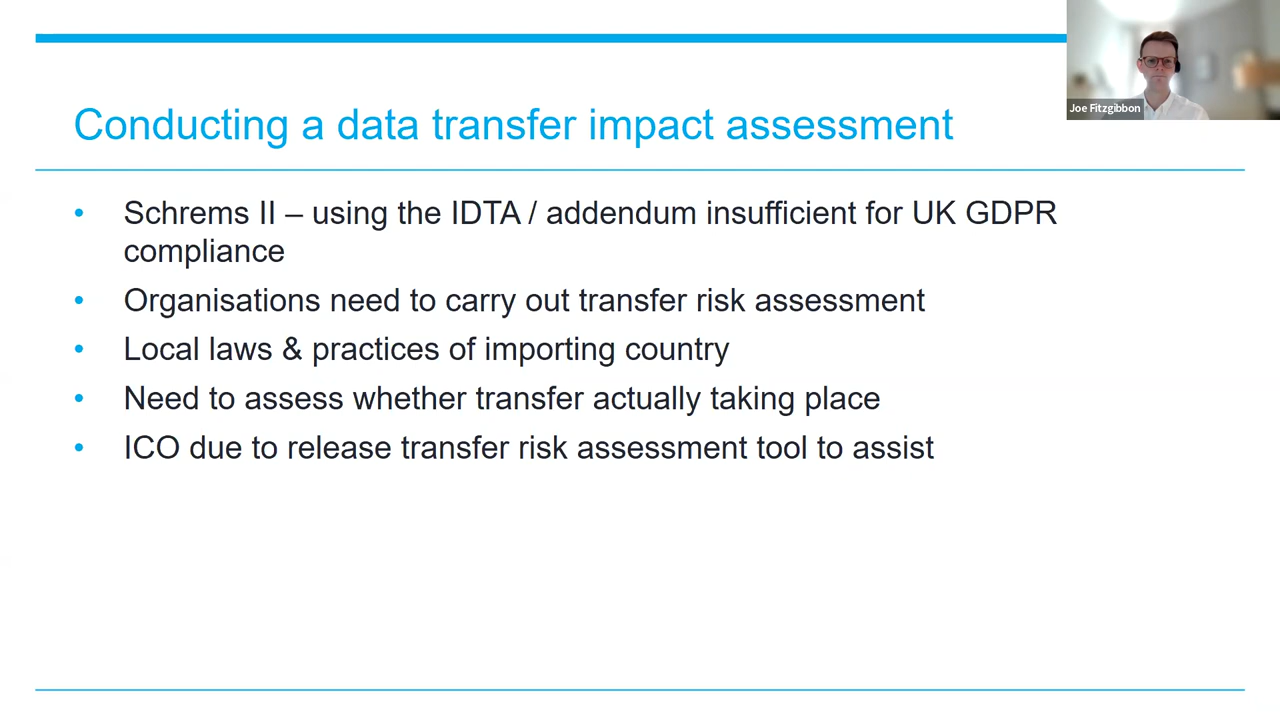 Joe Fitzgibbon
Conducting a data transfer impact assessment
• Schrems II – using the IDTA / addendum insufficient for UK GDPR
compliance
• Organisations need to carry out transfer risk assessment
• Local laws & practices of importing country
• Need to assess whether transfer actually taking place
• ICO due to release transfer risk assessment tool to assist